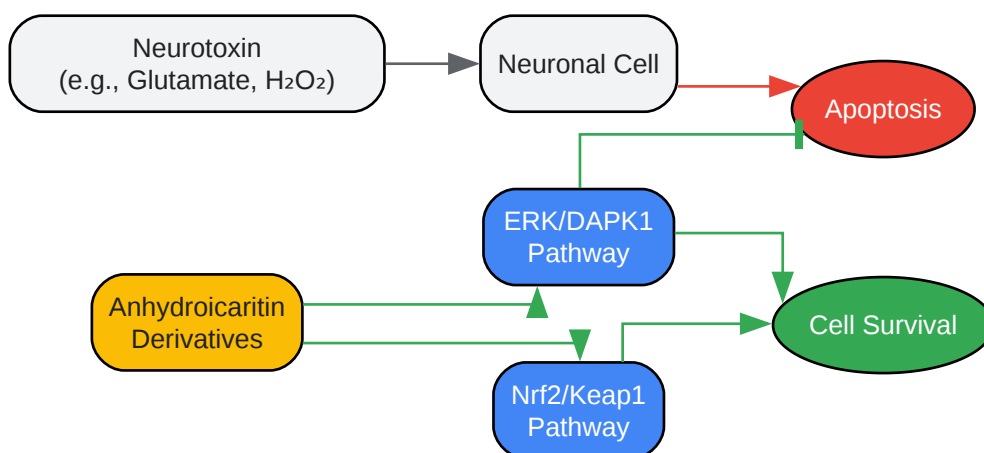 Neurotoxin
(e.g., Glutamate, H₂O₂)
Neuronal Cell
Apoptosis
ERK/DAPK1
Pathway
Anhydroicaritin
Derivatives
Cell Survival
Nrf2/Keap1
Pathway